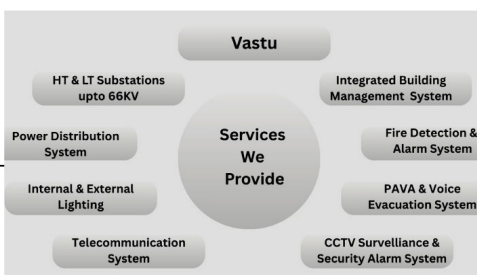 Vastu
HT & LT Substations
upto 66KV
Integrated Building
Management System
Power Distribution
System
Services
We
Provide
Fire Detection &
Alarm System
Internal & External
Lighting
PAVA & Voice
Evacuation System
Telecommunication
System
CCTV Survelliance &
Security Alarm System